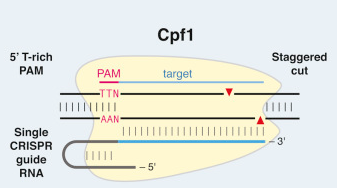 Cpf1
5' T-rich
PAM
PAM
target
Staggered
cut
TTN
AAN
Single
CRISPR
guide
RNA
3'
5'